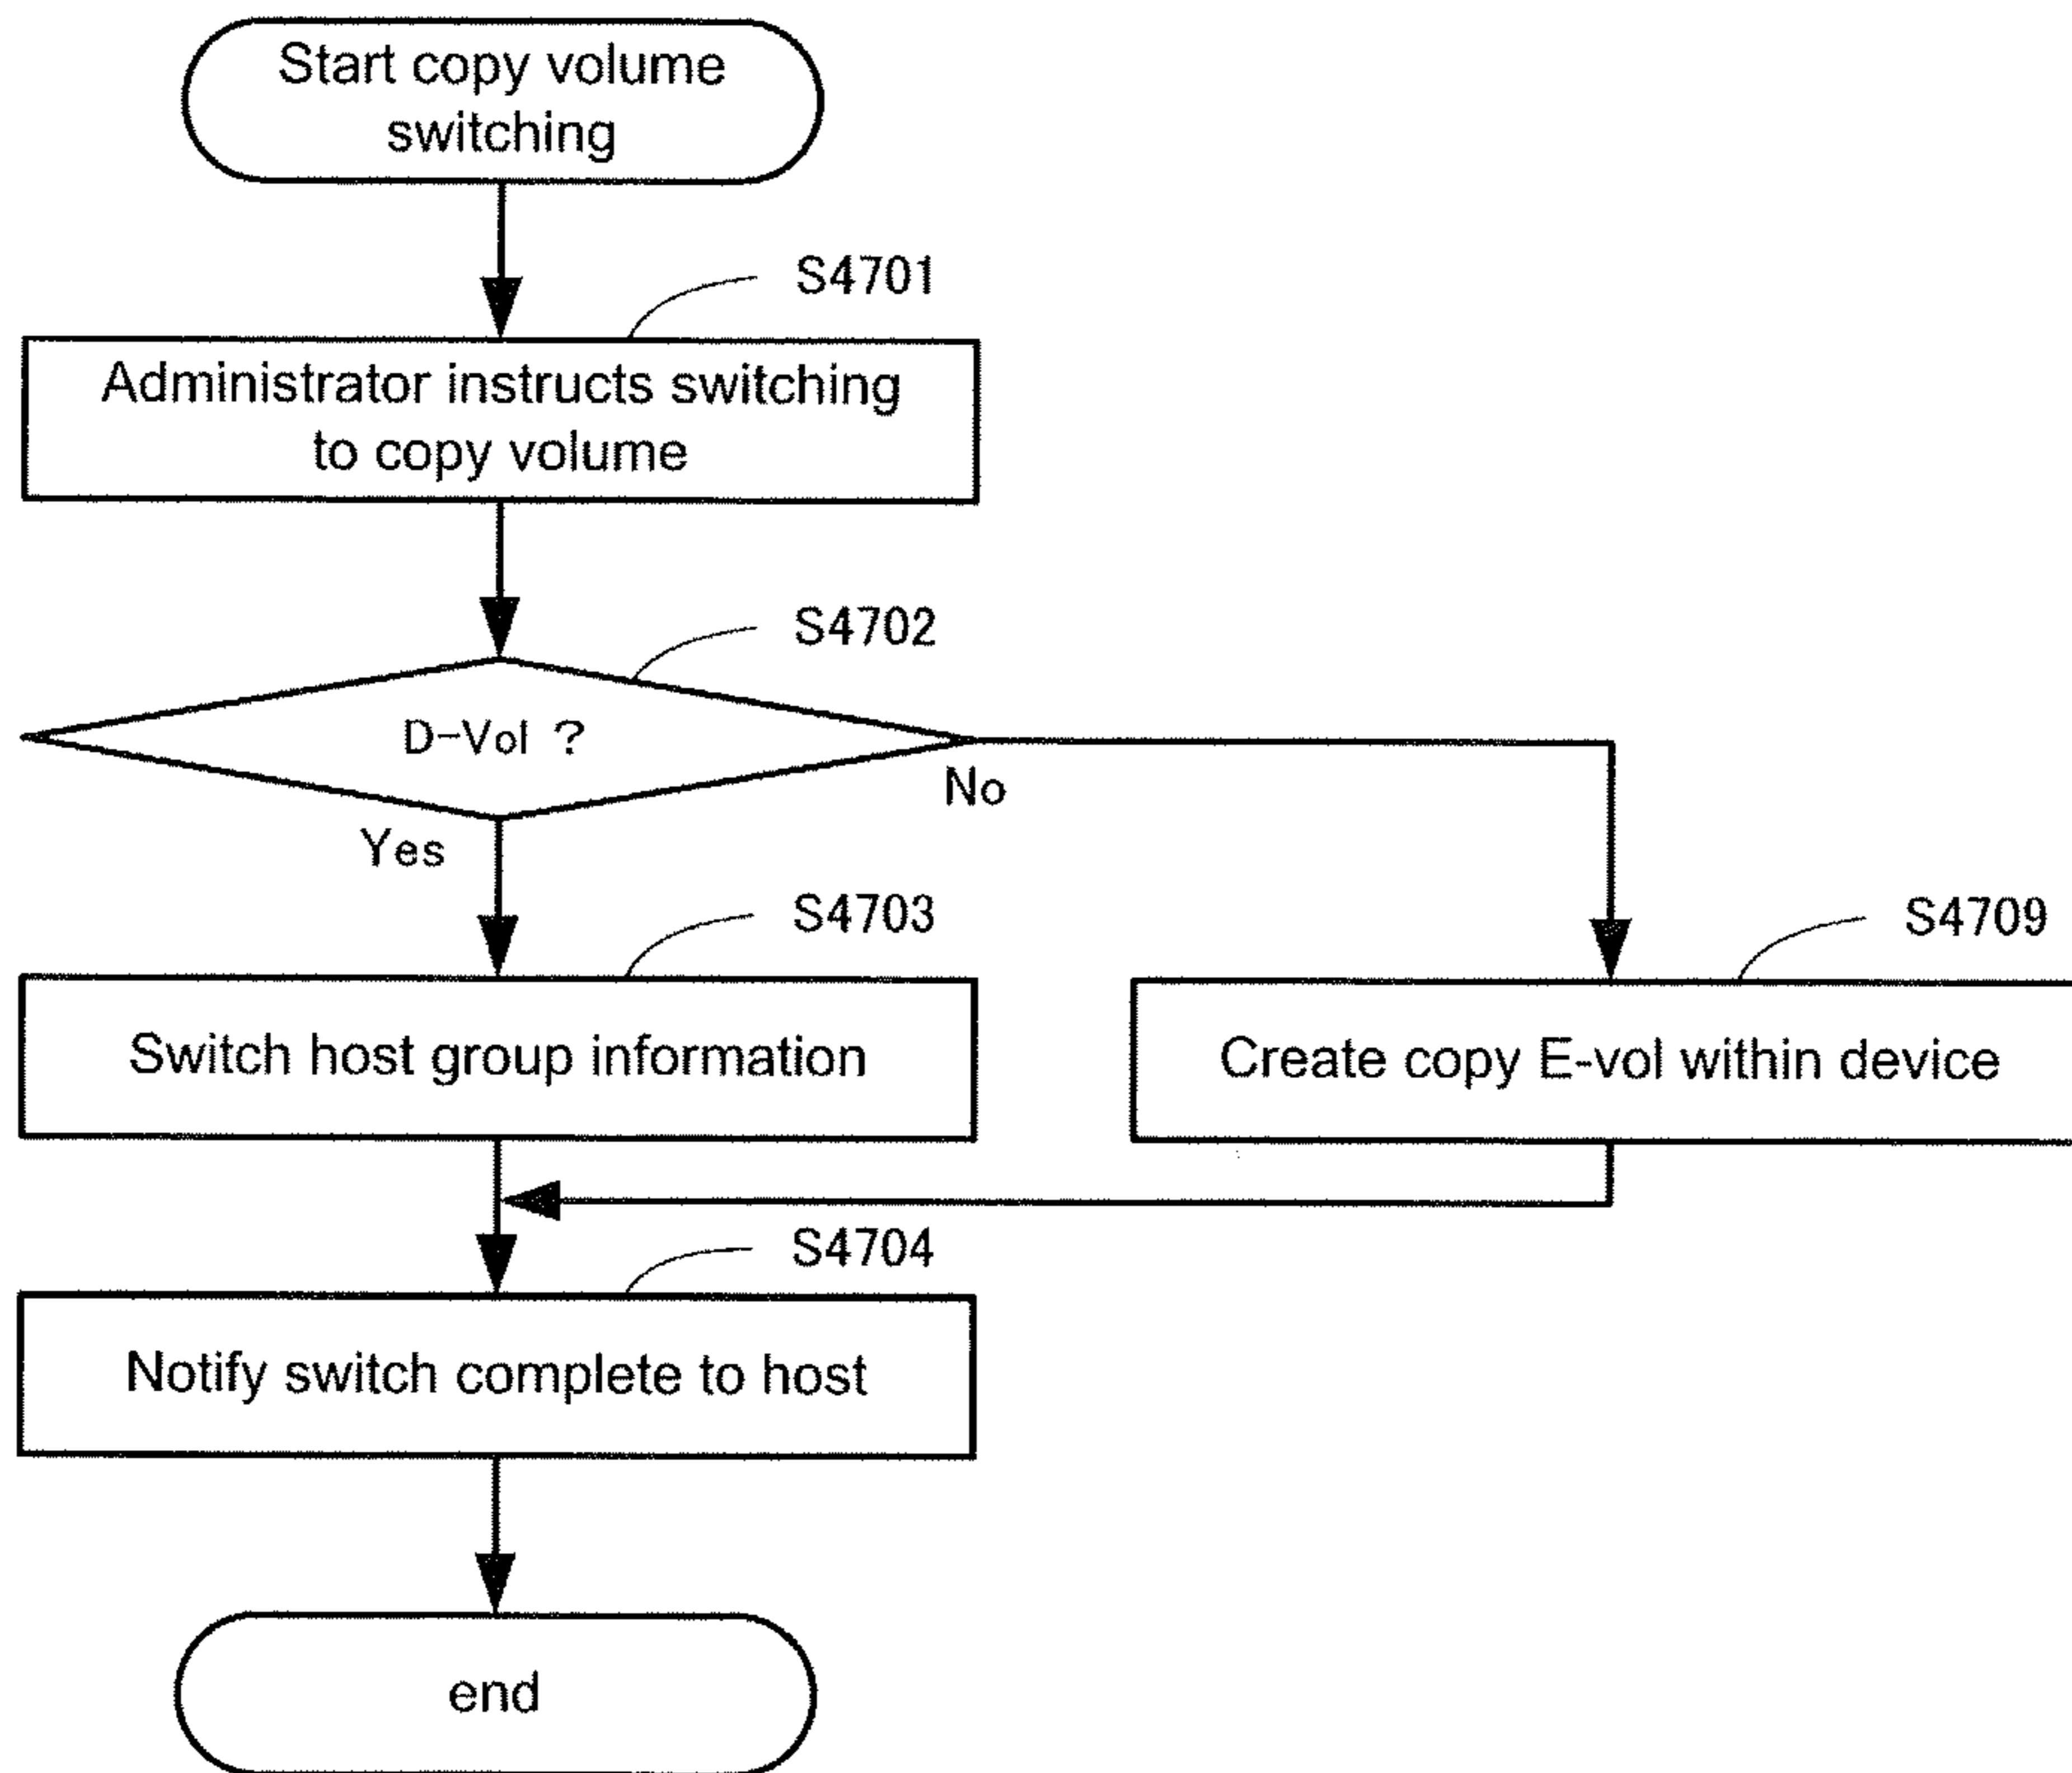 Start copy volume
switching
S4701
Administrator instructs switching
to copy volume
S4702
D-Vol ?
No
Yes
S4703
S4709
Switch host group information
Create copy E-vol within device
S4704
Notify switch complete to host
end